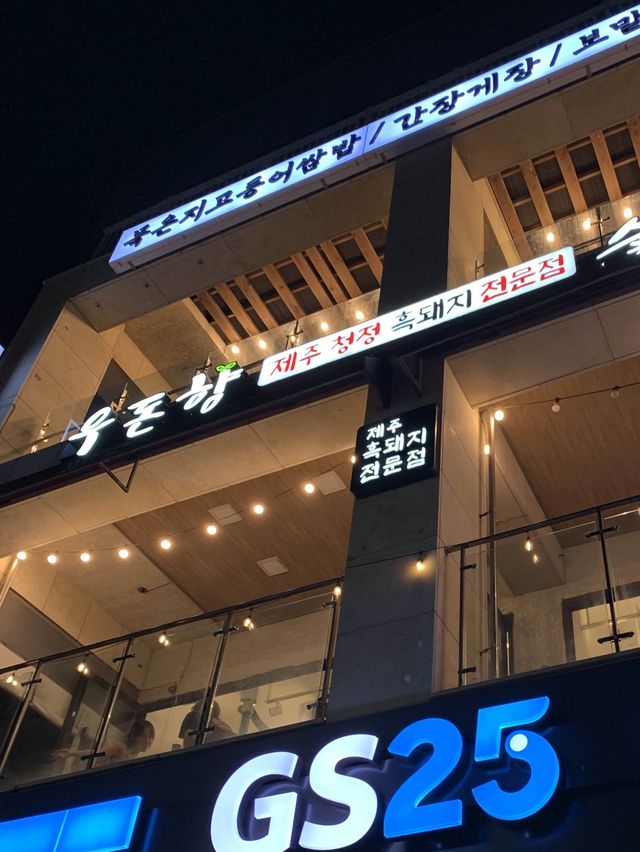 묵은지고등어쌈밥 / 간장게장 / 보말
우돈향 제주 청정 흑돼지 전문점
제주
흑돼지
전문점
GS25